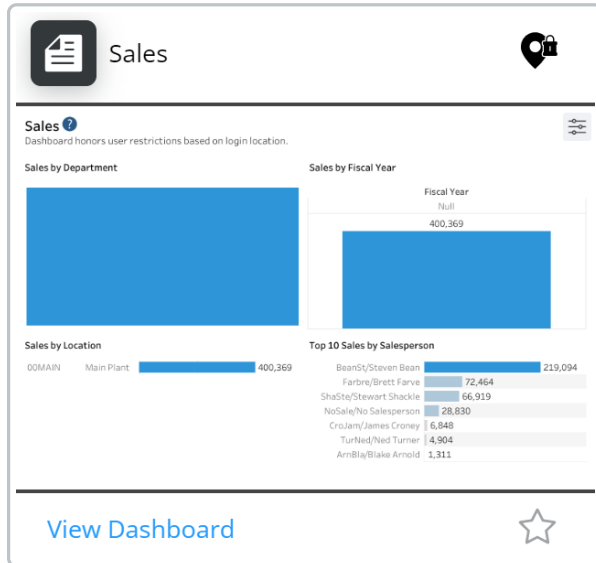 Sales
Sales ?
Dashboard honors user restrictions based on login location.
Sales by Department
Sales by Fiscal Year
Fiscal Year
Null
400,369
Sales by Location
00MAIN Main Plant 400,369
Top 10 Sales by Salesperson
BeanSt/Steven Bean 219,094
Farbre/Brett Farve 72,464
ShaSte/Stewart Shackle 66,919
NoSale/No Salesperson 28,830
CroJam/James Croney 6,848
TurNed/Ned Turner 4,904
ArnBla/Blake Arnold 1,311
View Dashboard